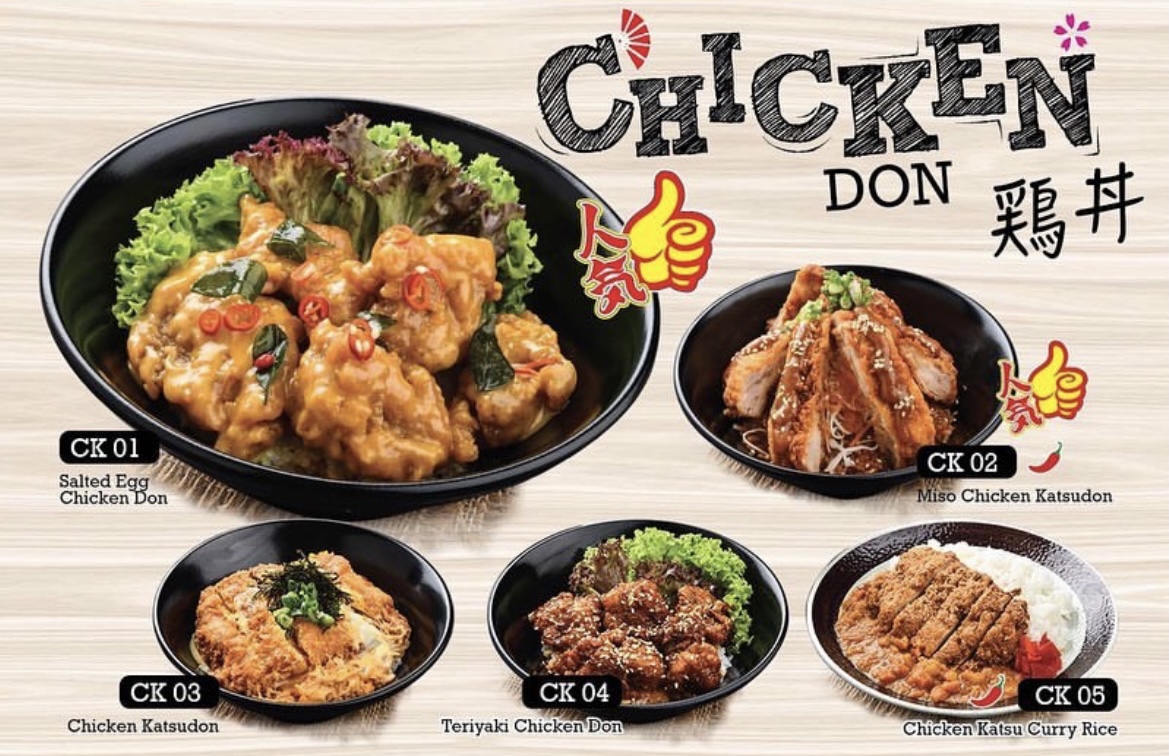 CHICKEN
DON
鶏丼
人気
CK 01
Salted Egg
Chicken Don
人気
CK 02
Miso Chicken Katsudon
CK 03
Chicken Katsudon
CK 04
Teriyaki Chicken Don
CK 05
Chicken Katsu Curry Rice